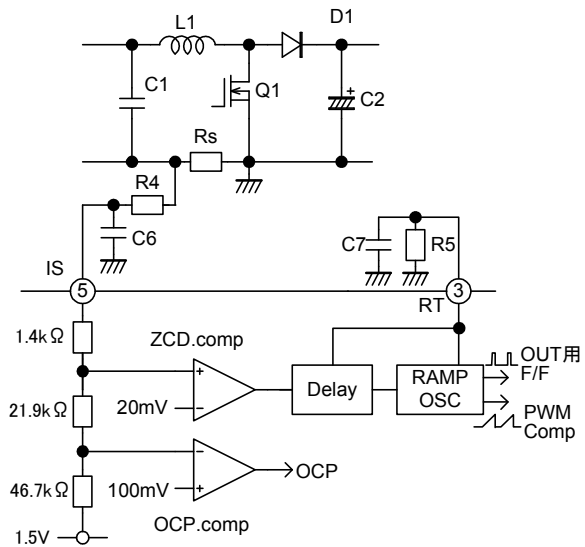 L1
D1
C1
Q1
+
C2
Rs
R4
C6
C7
R5
IS
5
3
RT
1.4kΩ
ZCD.comp
+
20mV
−
Delay
RAMP
OSC
OUT用
F/F
PWM
Comp
21.9kΩ
−
100mV
+
OCP
46.7kΩ
OCP.comp
1.5V